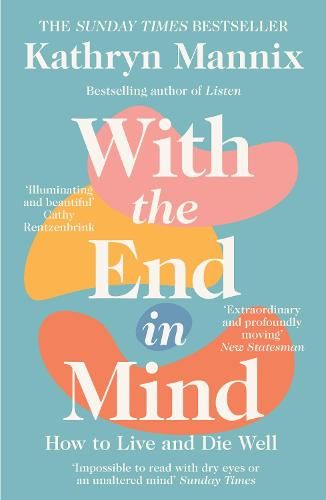 THE SUNDAY TIMES BESTSELLER
Kathryn Mannix
Bestselling author of Listen
With
the
‘Illuminating
and beautiful’
Cathy
Rentzenbrink
End
in
‘Extraordinary
and profoundly
moving’
New Statesman
Mind
How to Live and Die Well
‘Impossible to read with dry eyes or
an unaltered mind’ Sunday Times